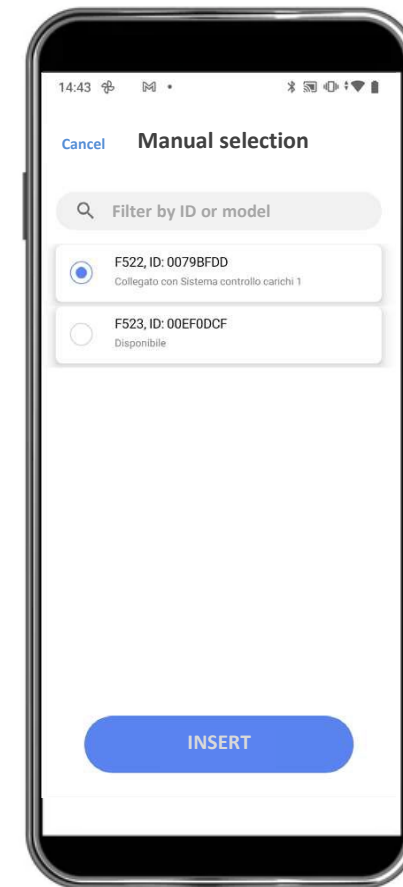 14:43
Cancel Manual selection
Filter by ID or model
F522, ID: 0079BFDD
Collegato con Sistema controllo carichi 1
F523, ID: 00EF0DCF
Disponibile
INSERT